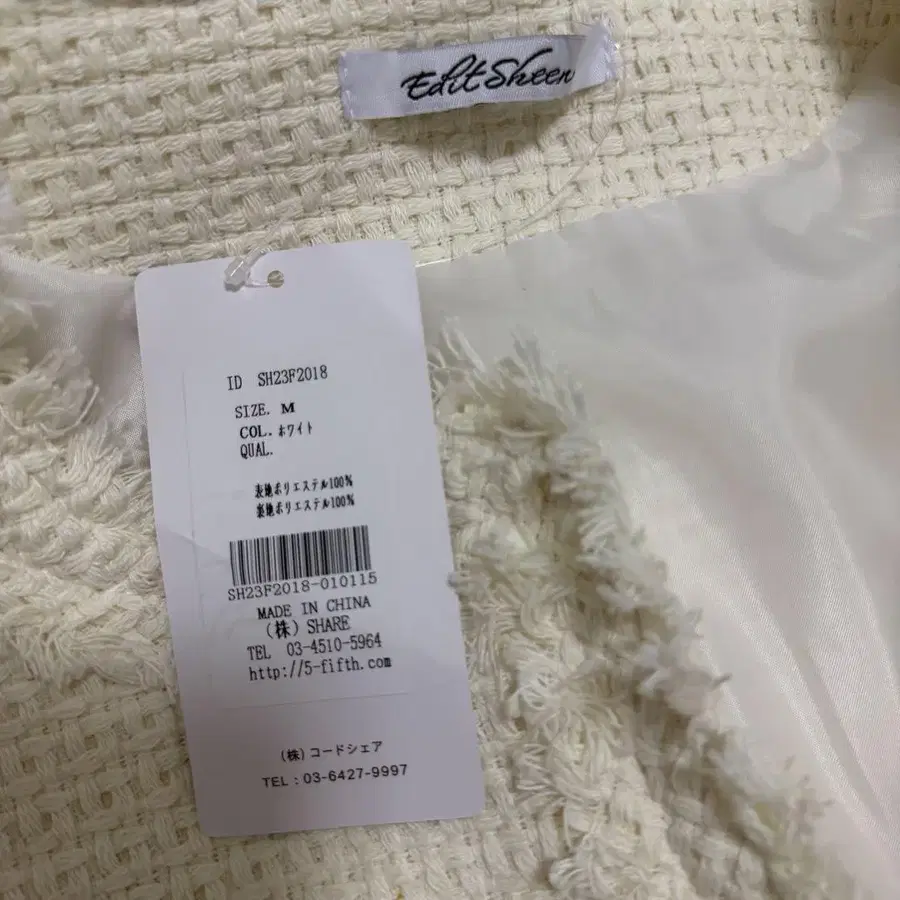 Edit Sheen
ID SH23F2018
SIZE. M
COL. ホワイト
QUAL.
表地ポリエステル100%
裏地ポリエステル100%
SH23F2018-010115
MADE IN CHINA
(株) SHARE
TEL 03-4510-5964
http://5-fifth.com
(株)コードシェア
TEL:03-6427-9997